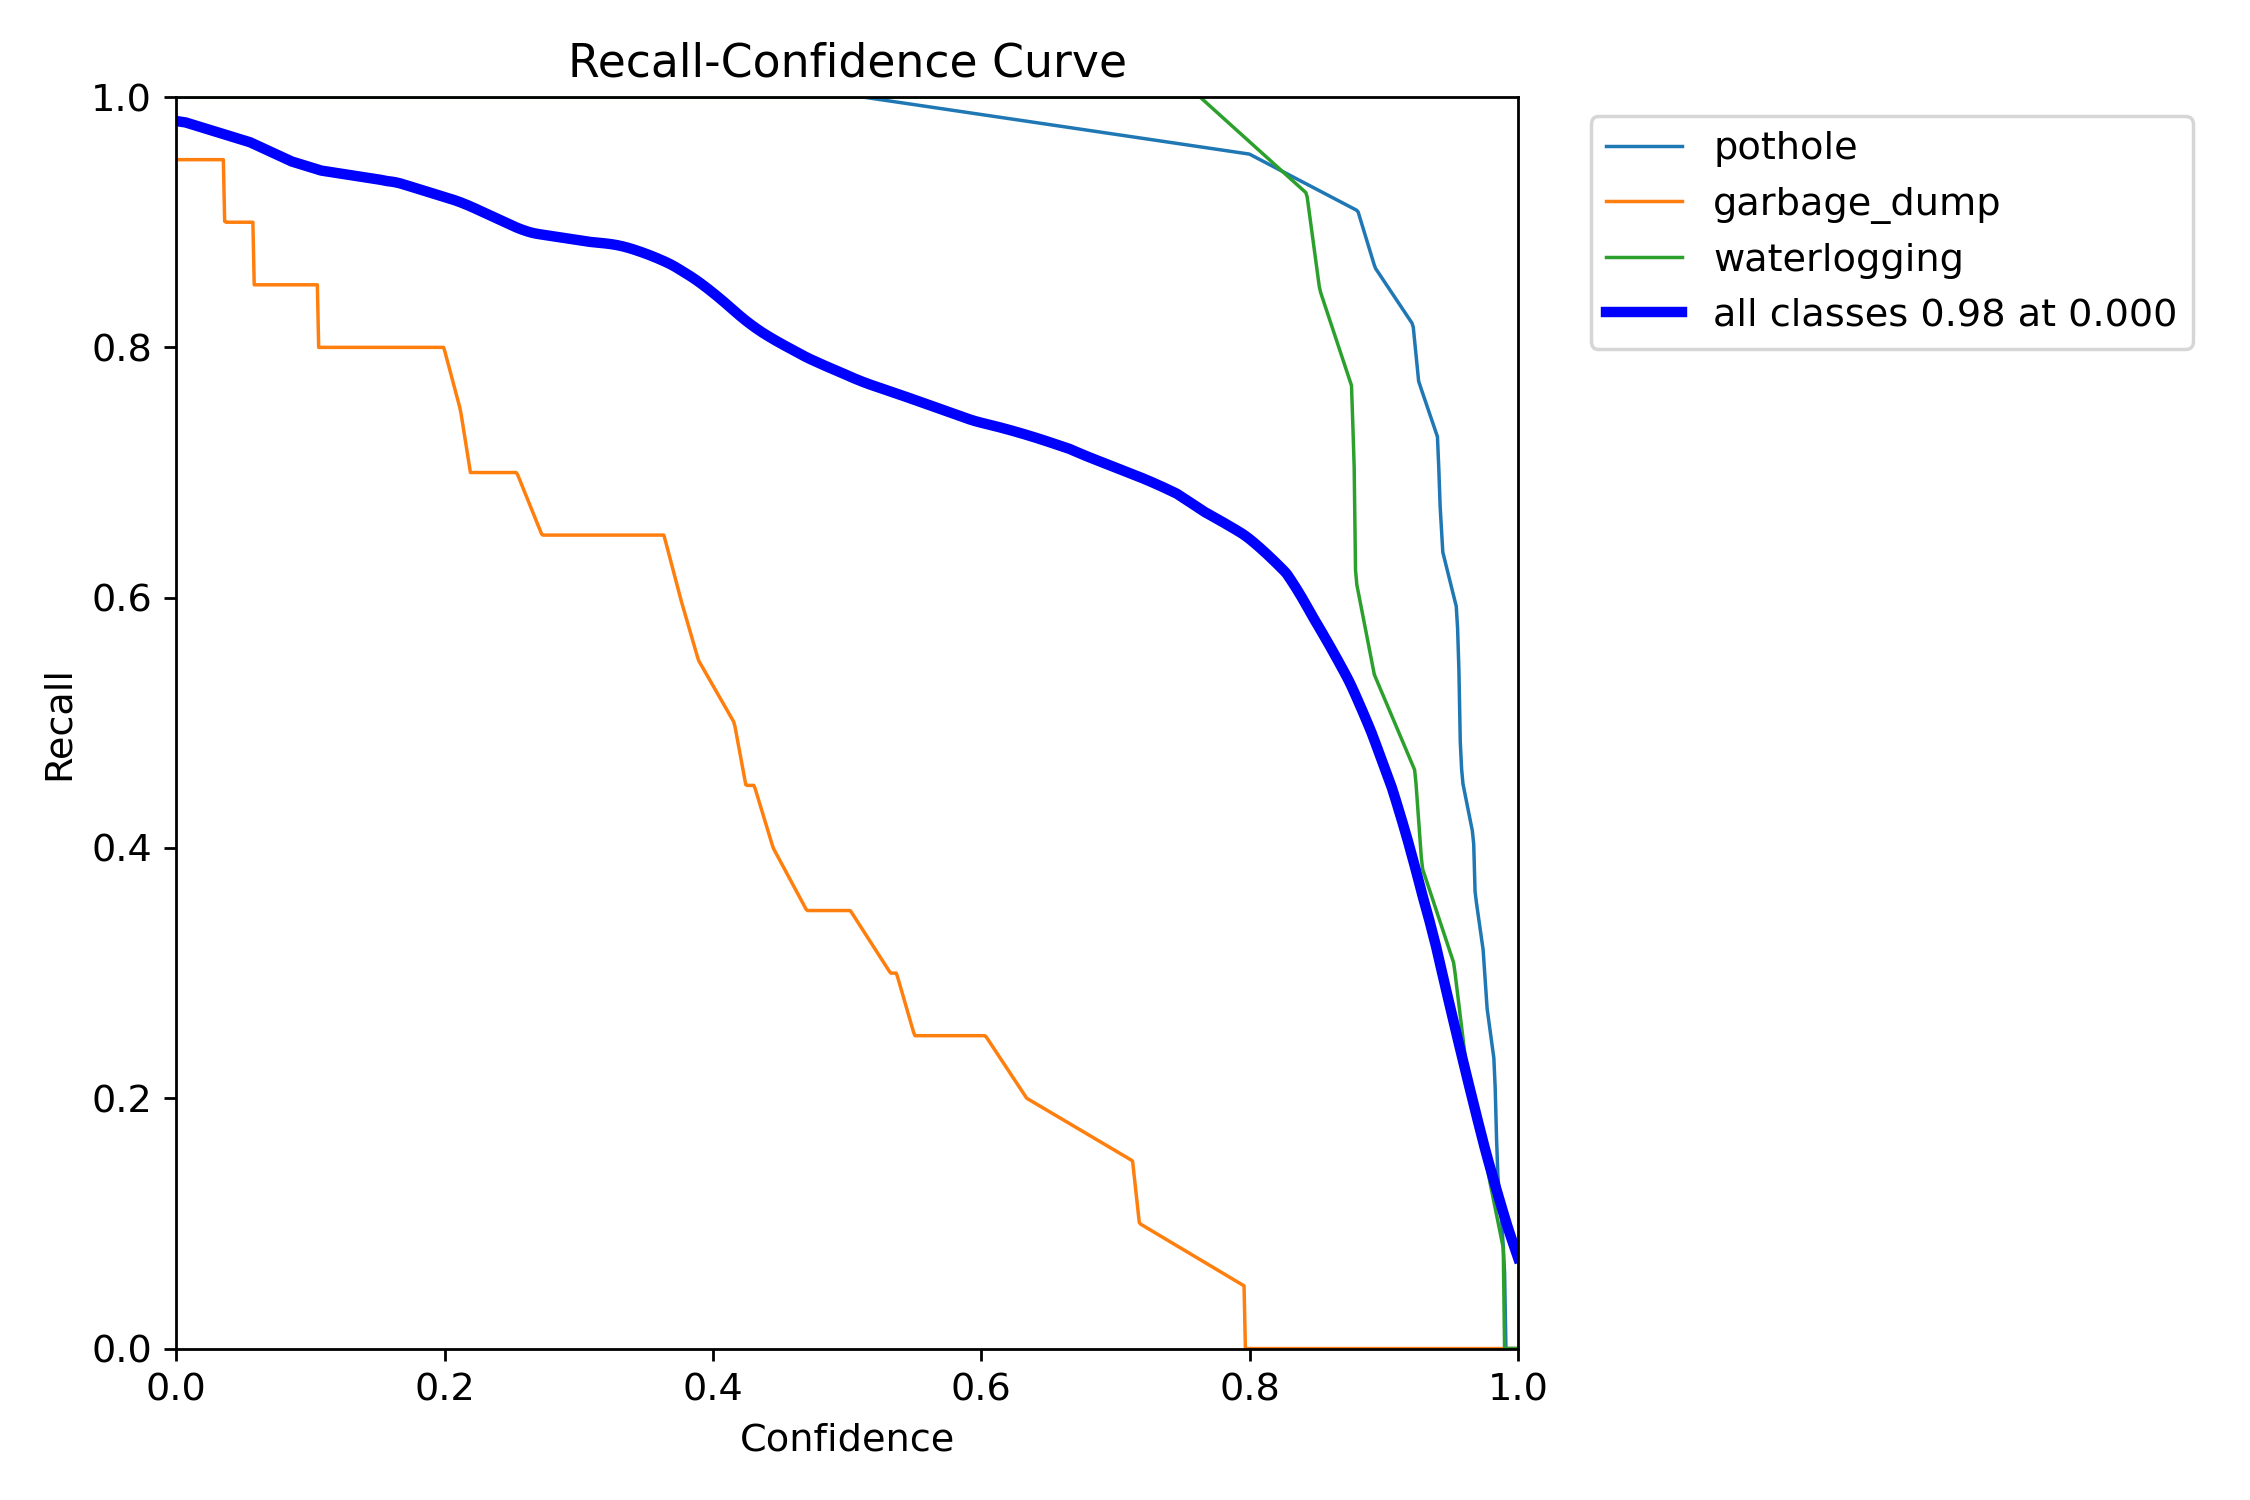 Recall-Confidence Curve
1.0
0.8
0.6
0.4
0.2
0.0
Recall
0.0 0.2 0.4 0.6 0.8 1.0
Confidence
pothole
garbage_dump
waterlogging
all classes 0.98 at 0.000